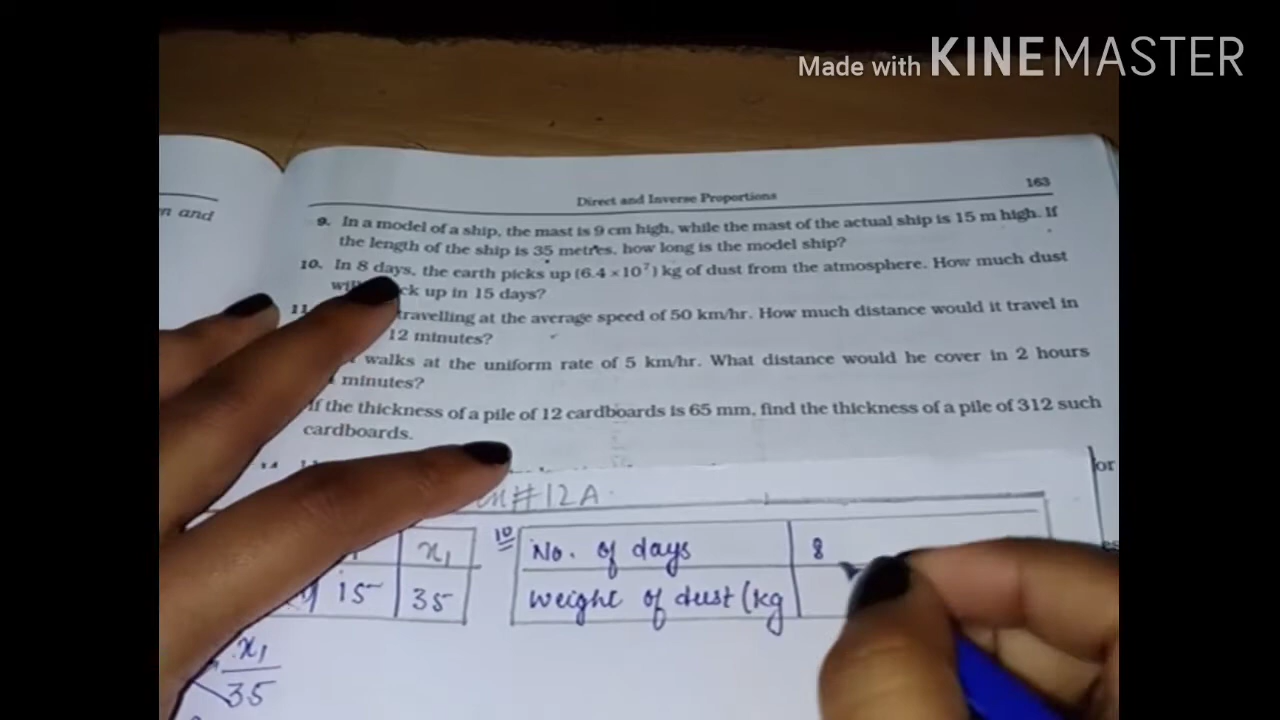 Made with KINEMASTER
163
Direct and Inverse Proportions
n and
9. In a model of a ship, the mast is 9 cm high, while the mast of the actual ship is 15 m high. If
the length of the ship is 35 metres, how long is the model ship?
10. In 8 days, the earth picks up (6.4 × 10⁷) kg of dust from the atmosphere. How much dust
up in 15 days?
11 travelling at the average speed of 50 km/hr. How much distance would it travel in
12 minutes?
walks at the uniform rate of 5 km/hr. What distance would he cover in 2 hours
minutes?
If the thickness of a pile of 12 cardboards is 65 mm, find the thickness of a pile of 312 such
cardboards.
or
#12A
x₁
15 35
10 No. of days 8
weight of dust (kg
es
x₁
35